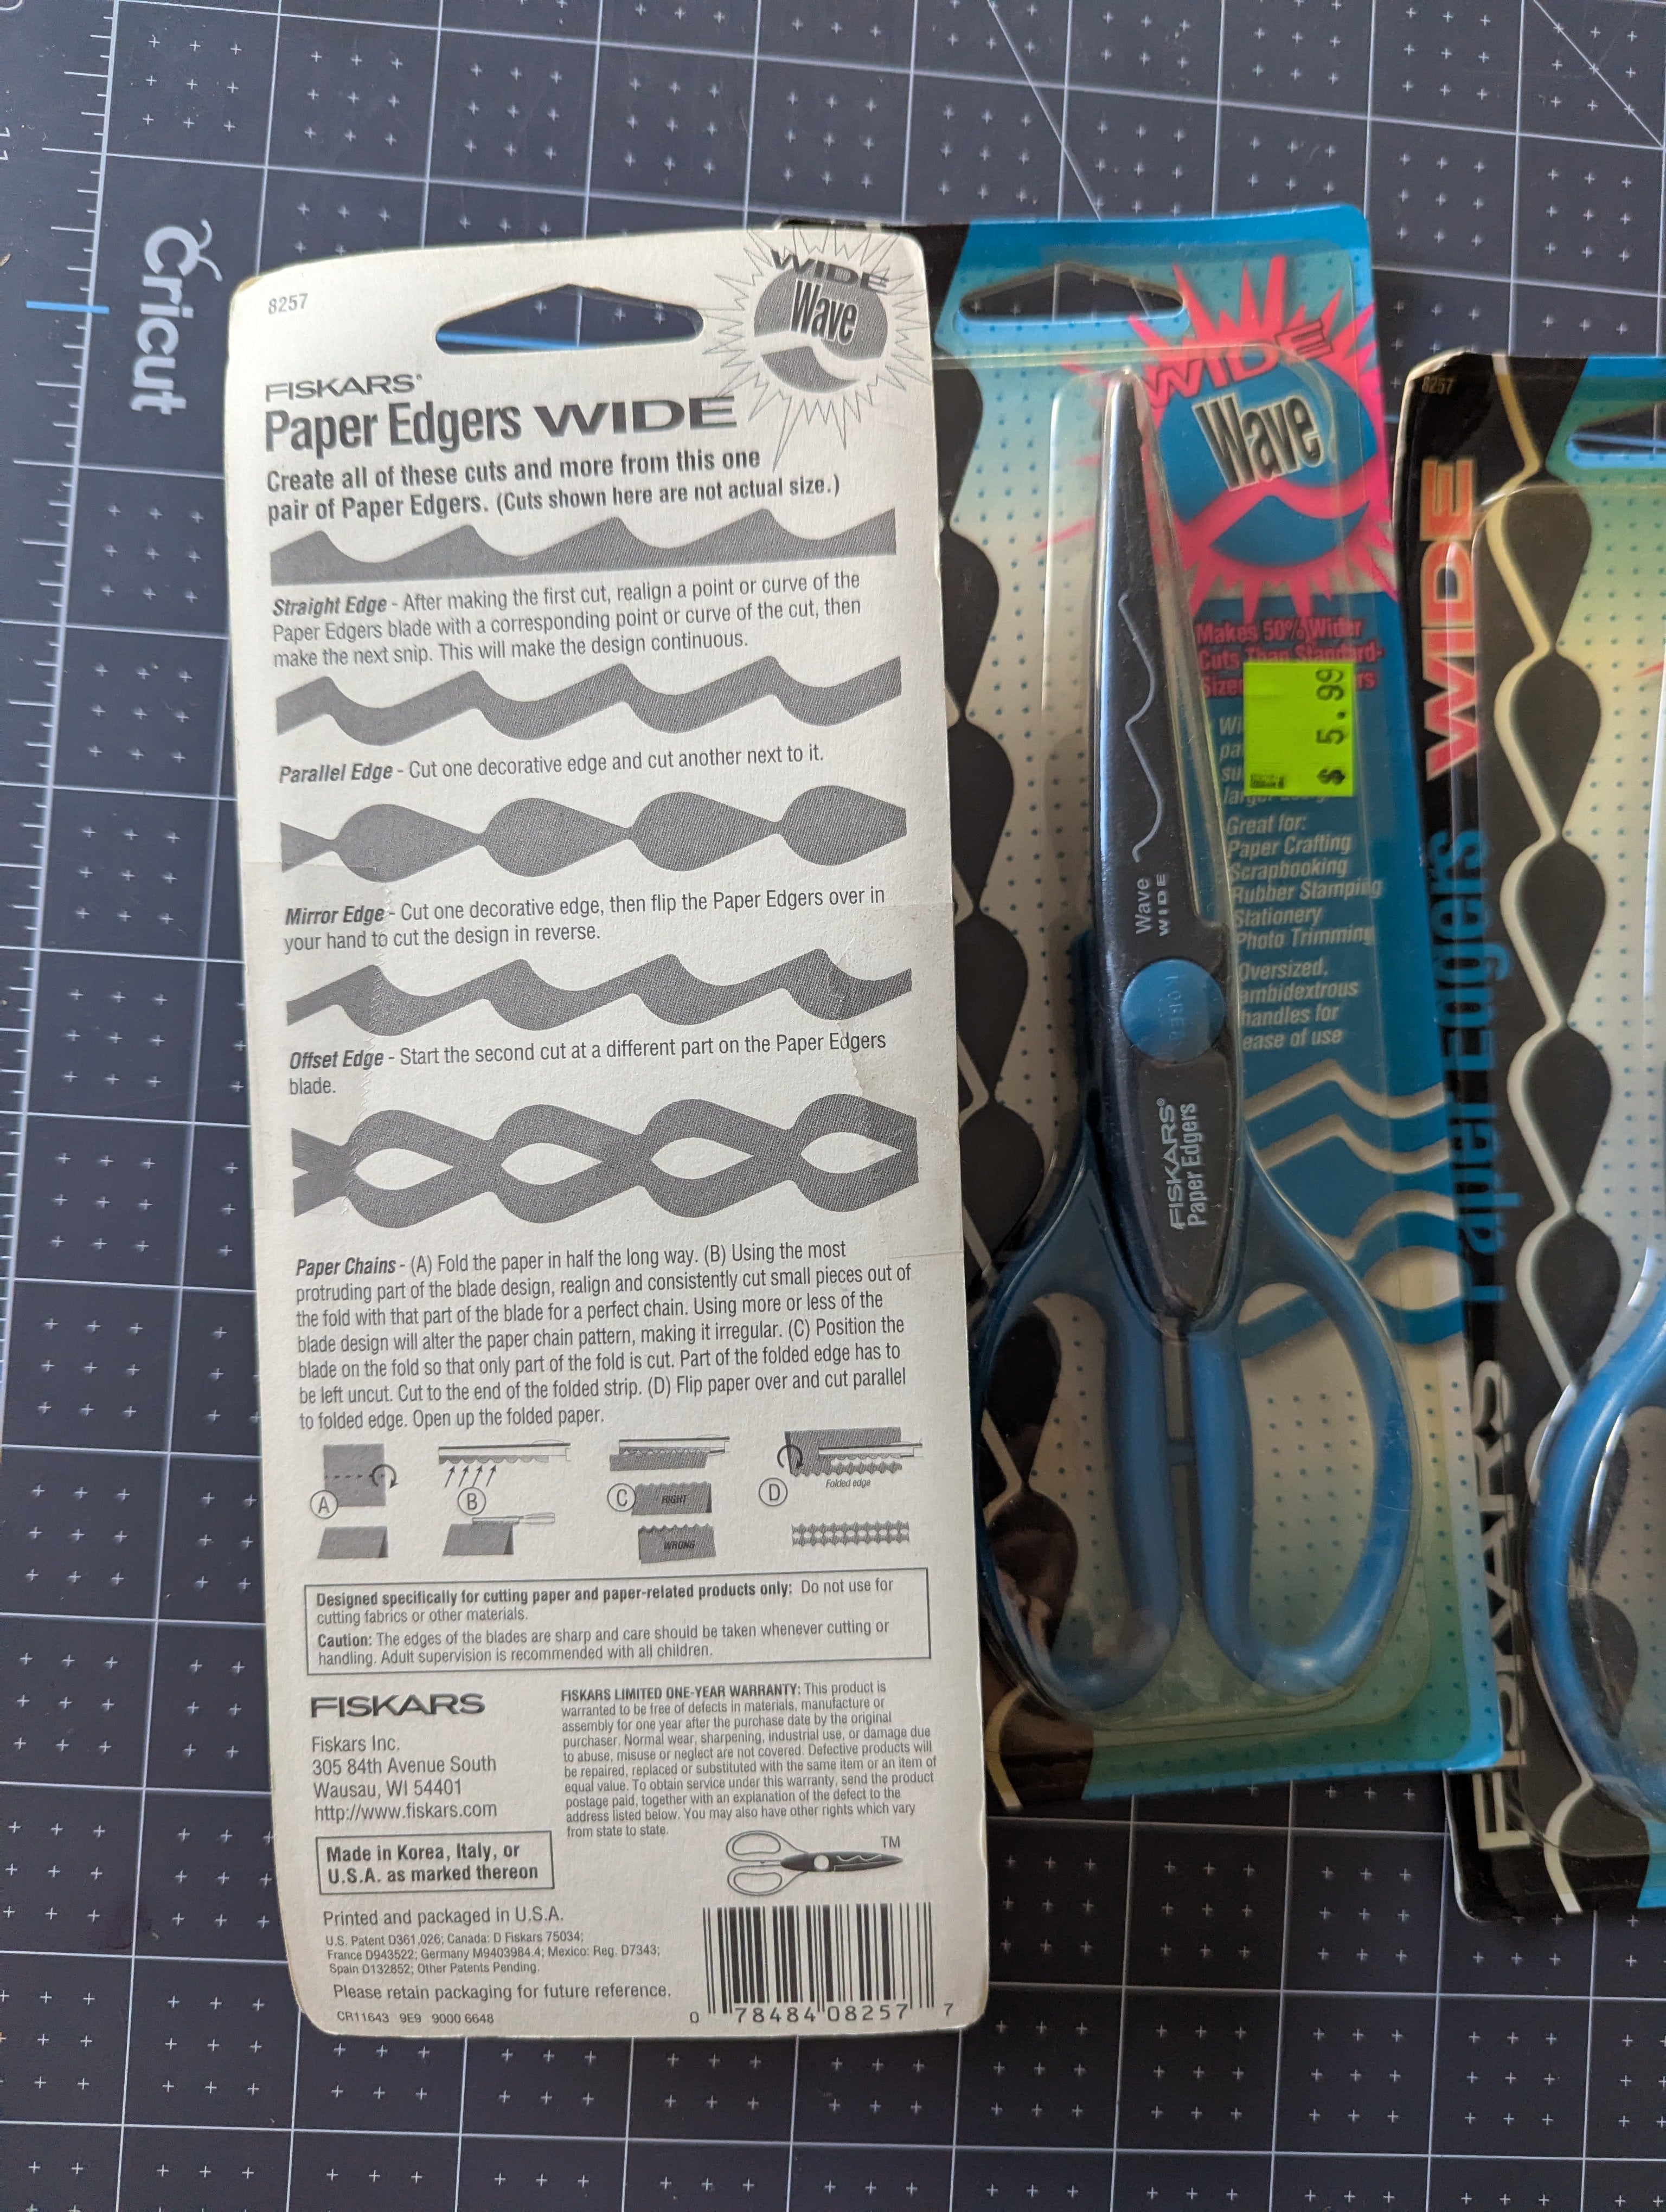 Cricut
8257
WIDE
Wave
FISKARS®
Paper Edgers WIDE
Create all of these cuts and more from this one
pair of Paper Edgers. (Cuts shown here are not actual size.)
Straight Edge - After making the first cut, realign a point or curve of the
Paper Edgers blade with a corresponding point or curve of the cut, then
make the next snip. This will make the design continuous.
Parallel Edge - Cut one decorative edge and cut another next to it.
Mirror Edge - Cut one decorative edge, then flip the Paper Edgers over in
your hand to cut the design in reverse.
Offset Edge - Start the second cut at a different part on the Paper Edgers
blade.
Paper Chains - (A) Fold the paper in half the long way. (B) Using the most
protruding part of the blade design, realign and consistently cut small pieces out of
the fold with that part of the blade for a perfect chain. Using more or less of the
blade design will alter the paper chain pattern, making it irregular. (C) Position the
blade on the fold so that only part of the fold is cut. Part of the folded edge has to
be left uncut. Cut to the end of the folded strip. (D) Flip paper over and cut parallel
to folded edge. Open up the folded paper.
A
B
C
RIGHT
WRONG
D
Folded edge
Designed specifically for cutting paper and paper-related products only: Do not use for
cutting fabrics or other materials.
Caution: The edges of the blades are sharp and care should be taken whenever cutting or
handling. Adult supervision is recommended with all children.
FISKARS
Fiskars Inc.
305 84th Avenue South
Wausau, WI 54401
http://www.fiskars.com
Made in Korea, Italy, or
U.S.A. as marked thereon
FISKARS LIMITED ONE-YEAR WARRANTY: This product is
warranted to be free of defects in materials, manufacture or
assembly for one year after the purchase date by the original
purchaser. Normal wear, sharpening, industrial use, or damage due
to abuse, misuse or neglect are not covered. Defective products will
be repaired, replaced or substituted with the same item or an item of
equal value. To obtain service under this warranty, send the product
postage paid, together with an explanation of the defect to the
address listed below. You may also have other rights which vary
from state to state.
TM
Printed and packaged in U.S.A.
U.S. Patent D361,026; Canada: D Fiskars 75034;
France D943522; Germany M9403984.4; Mexico: Reg. D7343;
Spain D132852; Other Patents Pending.
Please retain packaging for future reference.
CR11643 9E9 9000 6648
0 78484 08257 7
WIDE
Wave
Makes 50% Wider
Cuts Than Standard-
$ 5.99
Great for:
Paper Crafting
Scrapbooking
Rubber Stamping
Stationery
Photo Trimming
Oversized,
ambidextrous
handles for
ease of use
Wave
WIDE
KOREA
FISKARS®
Paper Edgers
8257
WIDE
Paper Edgers
FISKARS